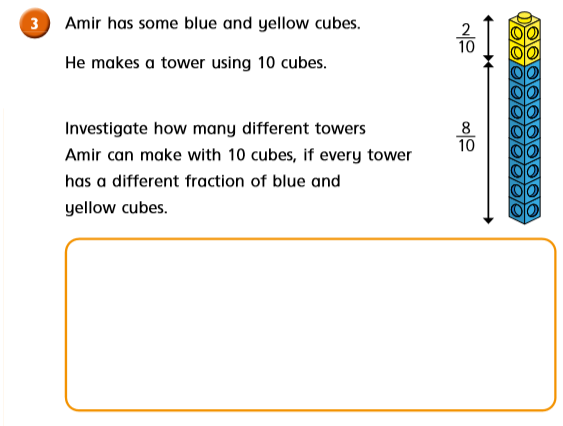 3 Amir has some blue and yellow cubes.
He makes a tower using 10 cubes.
2/10
8/10
Investigate how many different towers
Amir can make with 10 cubes, if every tower
has a different fraction of blue and
yellow cubes.